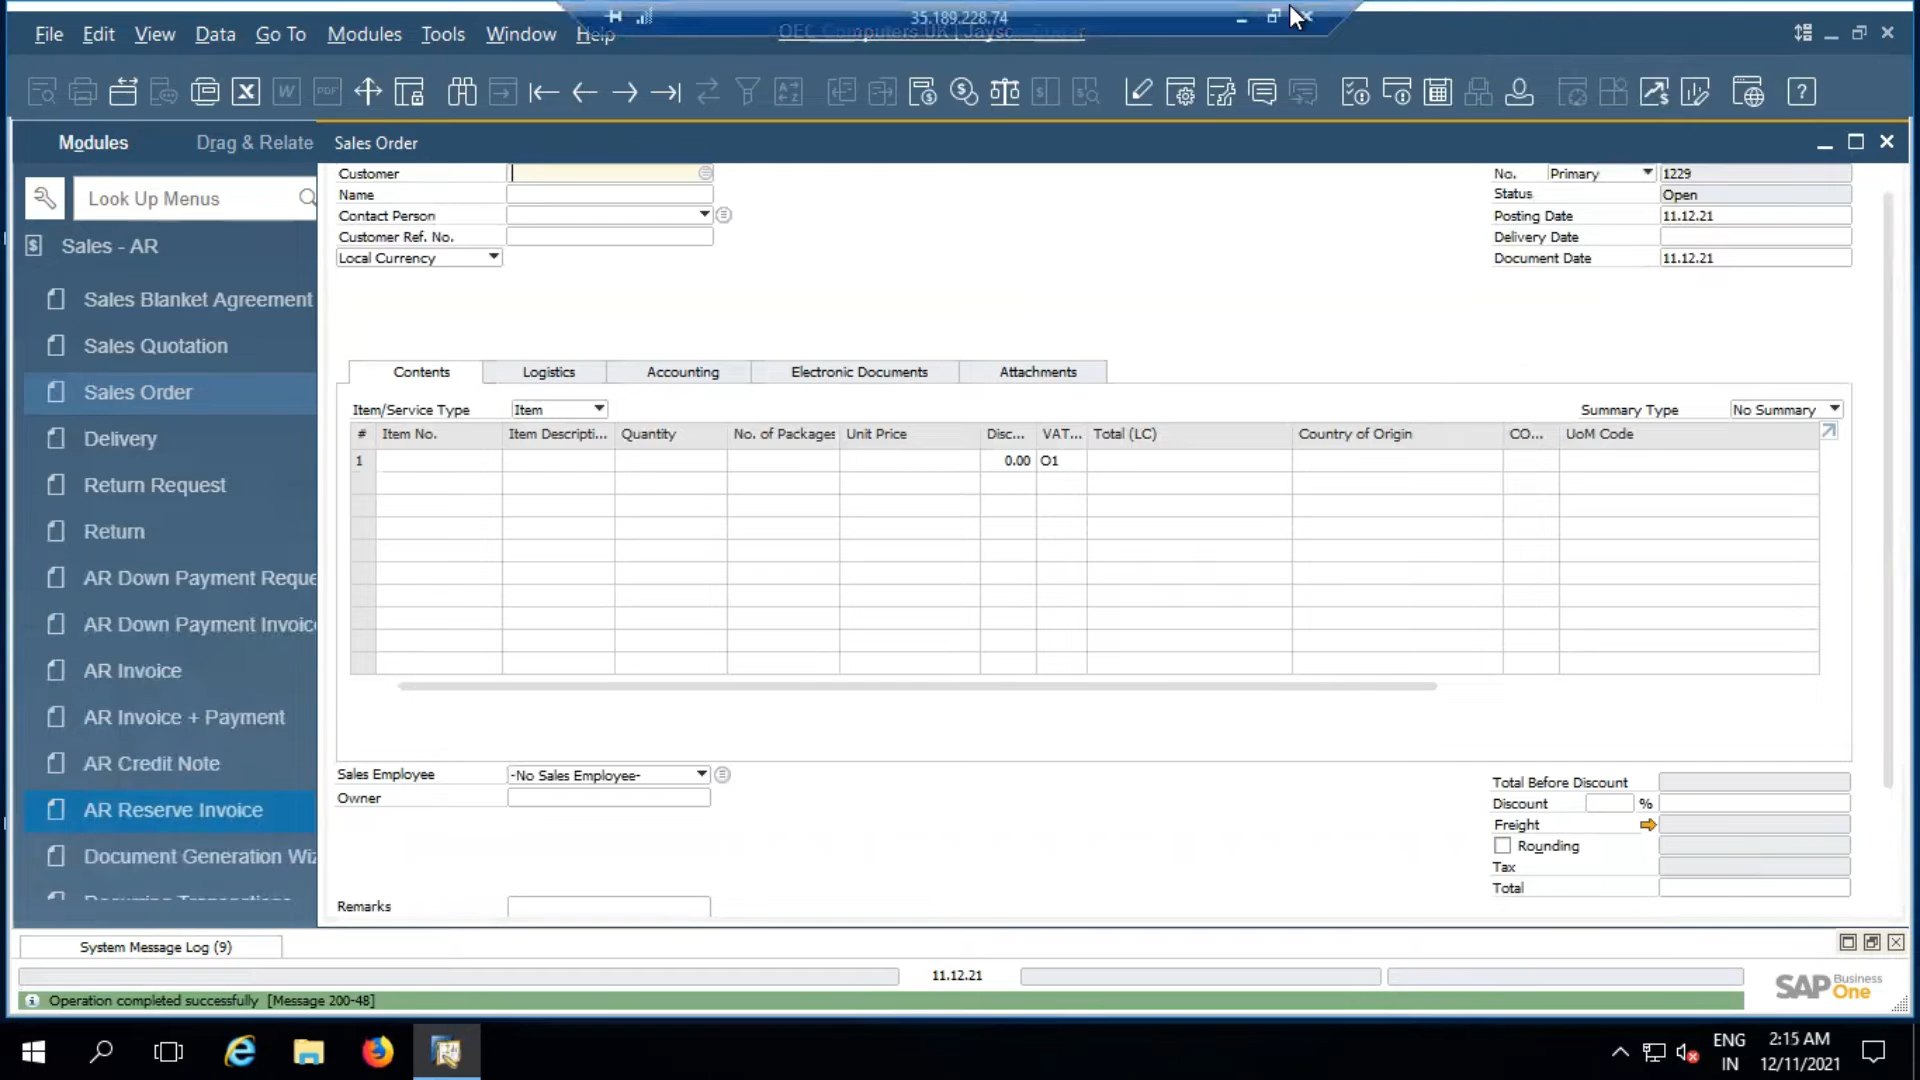 35.189.228.74
File Edit View Data Go To Modules Tools Window Help
OEC Computers UK | Jaysc
W PDF
Modules Drag & Relate
Sales Order
Look Up Menus
Sales - AR
Sales Blanket Agreement
Sales Quotation
Sales Order
Delivery
Return Request
Return
AR Down Payment Reque
AR Down Payment Invoic
AR Invoice
AR Invoice + Payment
AR Credit Note
AR Reserve Invoice
Document Generation Wiz
Customer
Name
Contact Person
Customer Ref. No.
Local Currency
No. Primary 1229
Status Open
Posting Date 11.12.21
Delivery Date
Document Date 11.12.21
Contents Logistics Accounting Electronic Documents Attachments
Item/Service Type Item Summary Type No Summary
# Item No. Item Descripti... Quantity No. of Packages Unit Price Disc... VAT... Total (LC) Country of Origin CO... UoM Code
1 0.00 O1
Sales Employee -No Sales Employee-
Owner
Remarks
Total Before Discount
Discount %
Freight
Rounding
Tax
Total
System Message Log (9)
11.12.21
SAP Business One
Operation completed successfully [Message 200-48]
ENG
IN
2:15 AM
12/11/2021